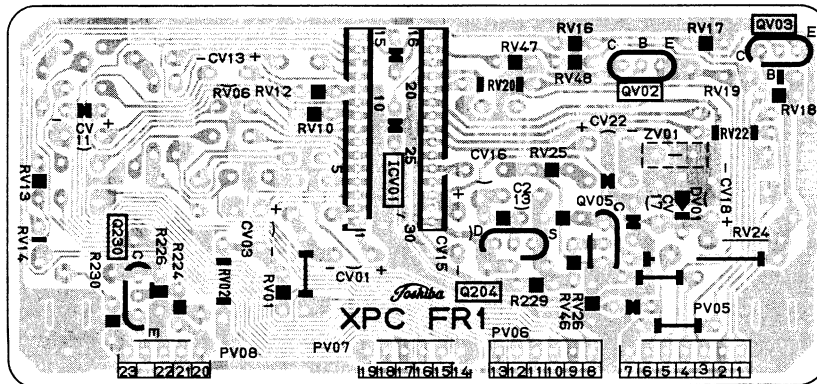 RV16
RV17
QV03
E
C
B
RV47
C B E
RV48
QV02
RV20
RV19
RV18
-CV13+
RV06
RV12
RV10
15
16
10
20
5
25
1
30
ICV01
CV
11
+
-
CV22
+
-
ZV01
RV22
CV16
RV25
C2
13
QV05
C
DV01
-CV18+
RV24
RV13
RV14
Q230
C
E
R226
R224
R230
CV03
RV02
RV01
-CV01+
CV15
+
-
D
S
Q204
R229
RV26
RV46
PV05
Toshiba
XPC FR1
PV08
PV07
PV06
23 22 21 20
19 18 17 16 15 14
13 12 11 10 9 8
7 6 5 4 3 2 1